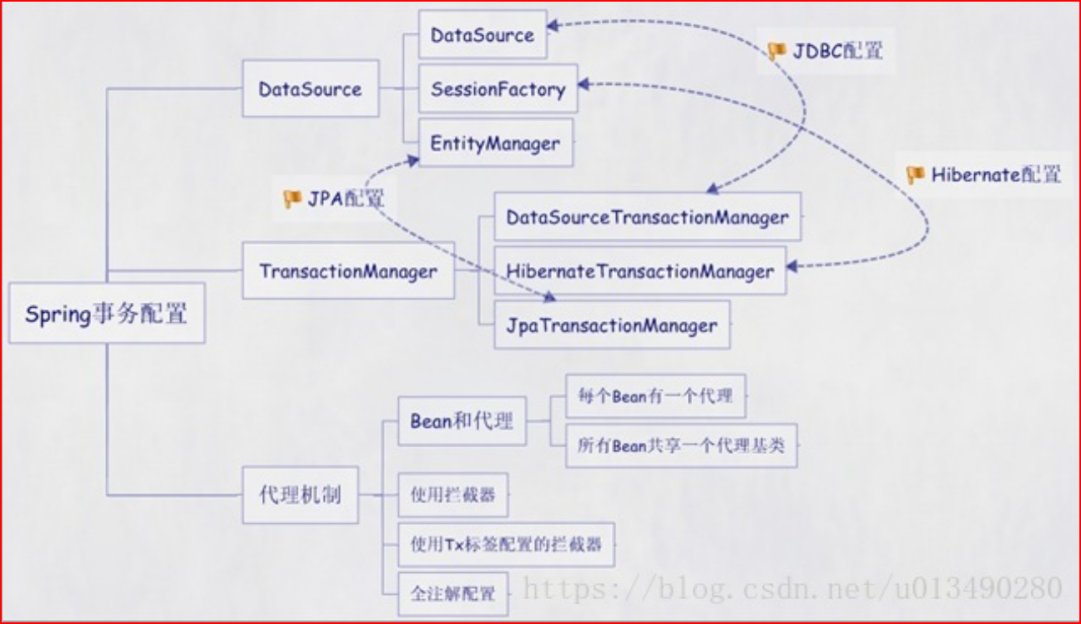 DataSource
JDBC配置
DataSource
SessionFactory
EntityManager
Hibernate配置
JPA配置
DataSourceTransactionManager
TransactionManager
HibernateTransactionManager
Spring事务配置
JpaTransactionManager
每个Bean有一个代理
Bean和代理
所有Bean共享一个代理基类
代理机制
使用拦截器
使用Tx标签配置的拦截器
全注解配置
https://blog.csdn.net/u013490280